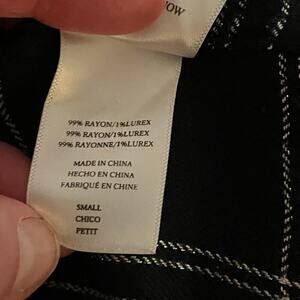 99% RAYON/1%LUREX
99% RAYON/1%LUREX
99% RAYONNE/1%LUREX
MADE IN CHINA
HECHO EN CHINA
FABRIQUÉ EN CHINE
SMALL
CHICO
PETIT